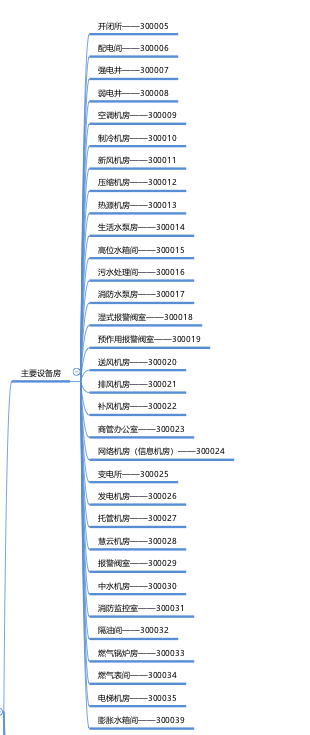 开闭所——300005
配电间——300006
强电井——300007
弱电井——300008
空调机房——300009
制冷机房——300010
新风机房——300011
压缩机房——300012
热源机房——300013
生活水泵房——300014
高位水箱间——300015
污水处理间——300016
消防水泵房——300017
湿式报警阀室——300018
预作用报警阀室——300019
送风机房——300020
主要设备房
排风机房——300021
补风机房——300022
商管办公室——300023
网络机房（信息机房）——300024
变电所——300025
发电机房——300026
托管机房——300027
慧云机房——300028
报警阀室——300029
中水机房——300030
消防监控室——300031
隔油间——300032
燃气锅炉房——300033
燃气表间——300034
电梯机房——300035
膨胀水箱间——300039